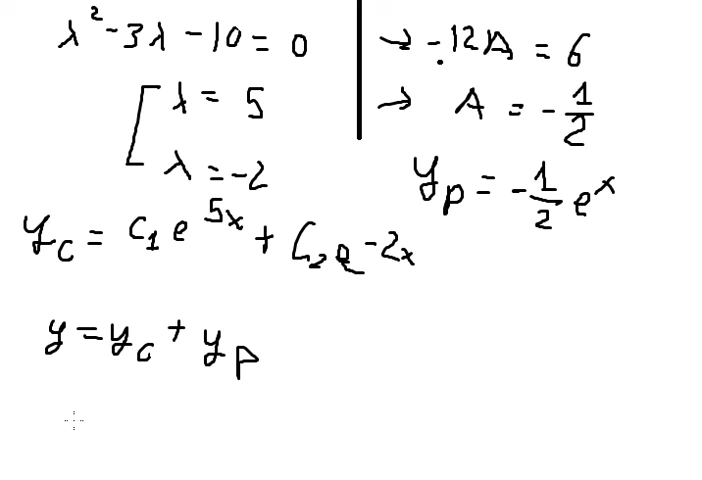 λ² - 3λ - 10 = 0
[ λ = 5
λ = -2
y_c = c₁e^5x + C₂e^-2x
y = y_c + y_p
→ -12A = 6
→ A = -1/2
y_p = -1/2 e^x